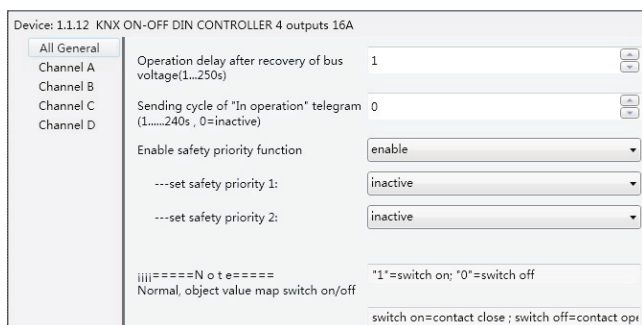 Device: 1.1.12 KNX ON-OFF DIN CONTROLLER 4 outputs 16A
All General
Channel A
Channel B
Channel C
Channel D
Operation delay after recovery of bus
voltage(1...250s)
1
Sending cycle of "In operation" telegram
(1......240s , 0=inactive)
0
Enable safety priority function
enable
---set safety priority 1:
inactive
---set safety priority 2:
inactive
¡¡¡¡=====N o t e=====
Normal, object value map switch on/off
"1"=switch on; "0"=switch off
switch on=contact close ; switch off=contact ope